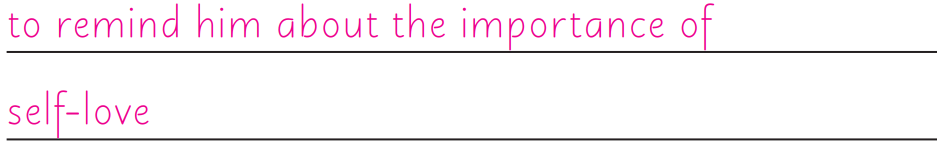 to remind him about the importance of
self-love